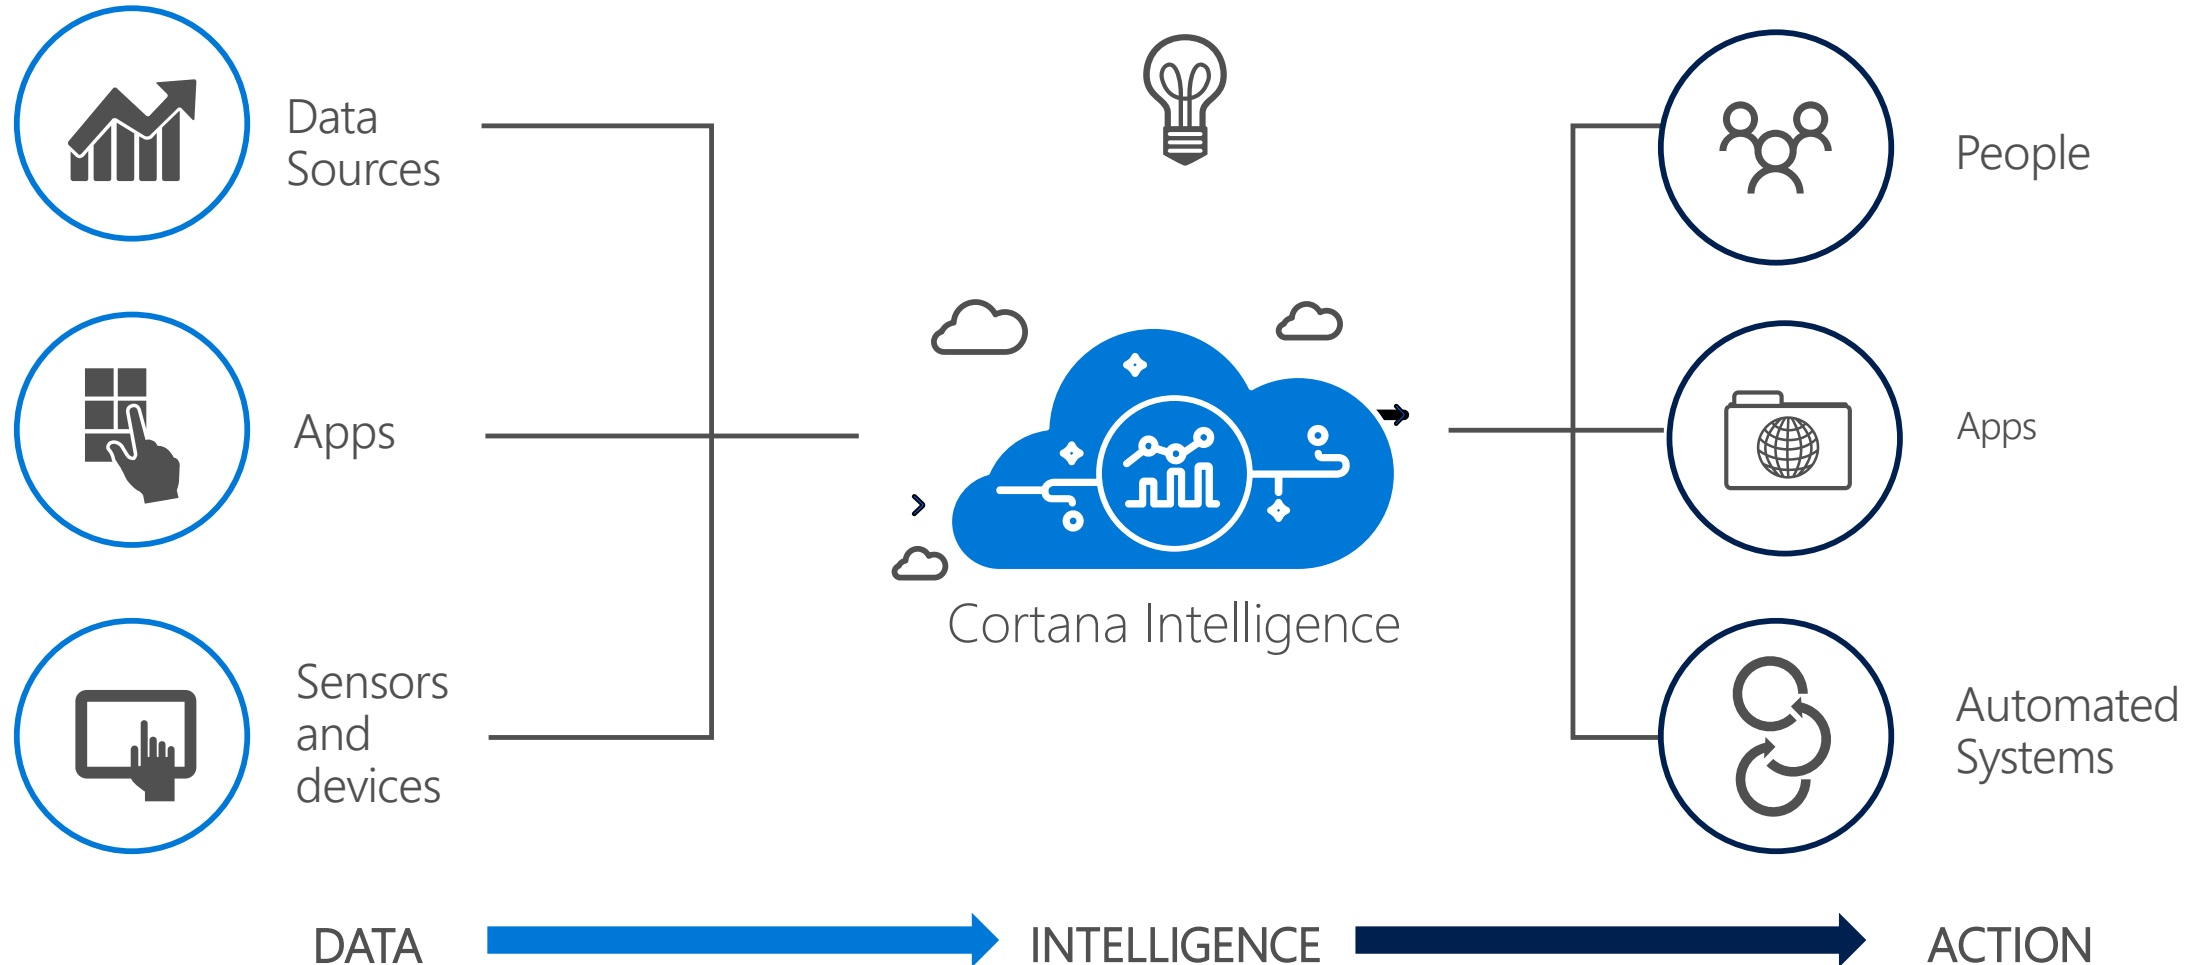 Data
Sources
Apps
Sensors
and
devices
Cortana Intelligence
People
Apps
Automated
Systems
DATA
INTELLIGENCE
ACTION